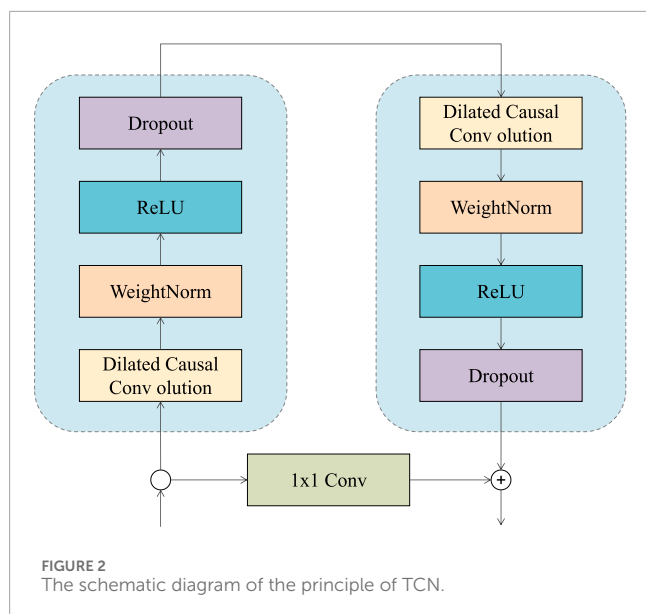 Dropout
ReLU
WeightNorm
Dilated Causal
Conv olution
Dilated Causal
Conv olution
WeightNorm
ReLU
Dropout
1x1 Conv
+
FIGURE 2
The schematic diagram of the principle of TCN.